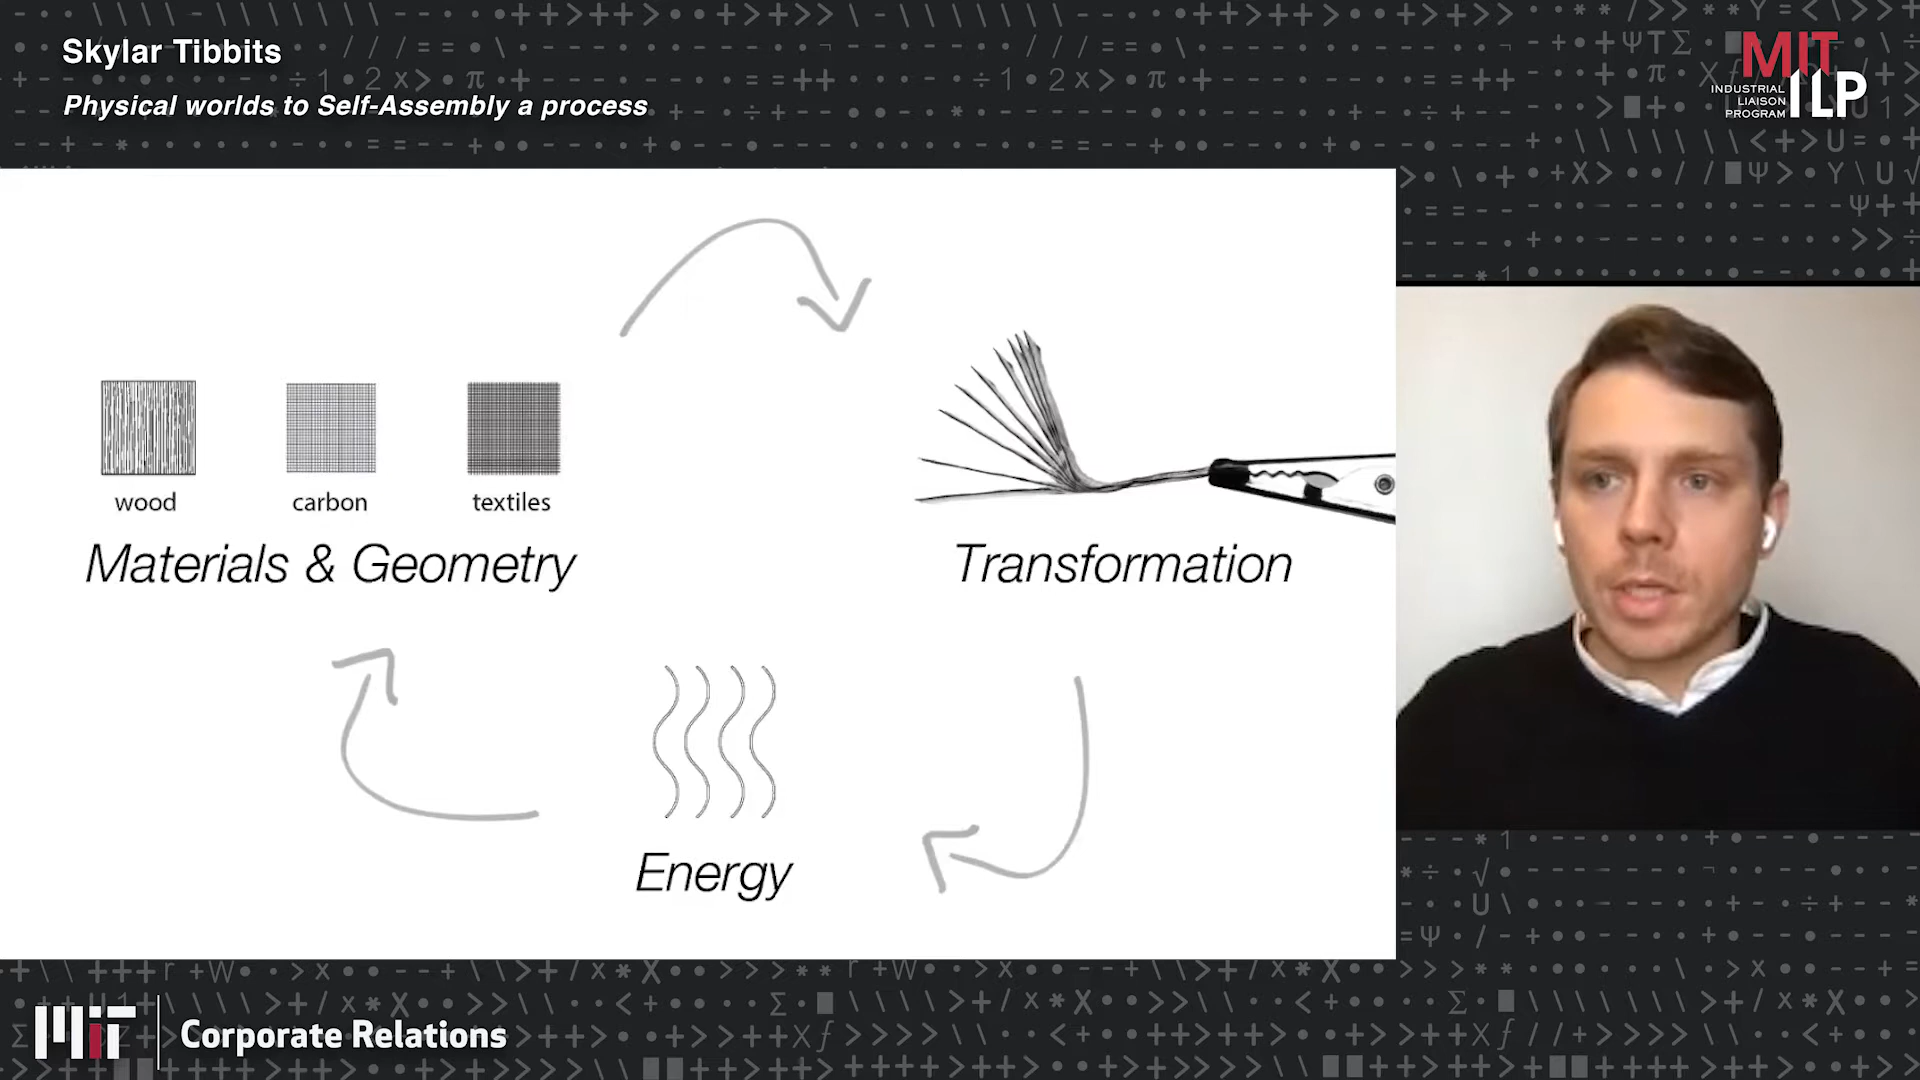 Skylar Tibbits
Physical worlds to Self-Assembly a process
MIT
INDUSTRIAL
LIAISON
PROGRAM
ILP
wood
carbon
textiles
Materials & Geometry
Transformation
Energy
MIT
Corporate Relations